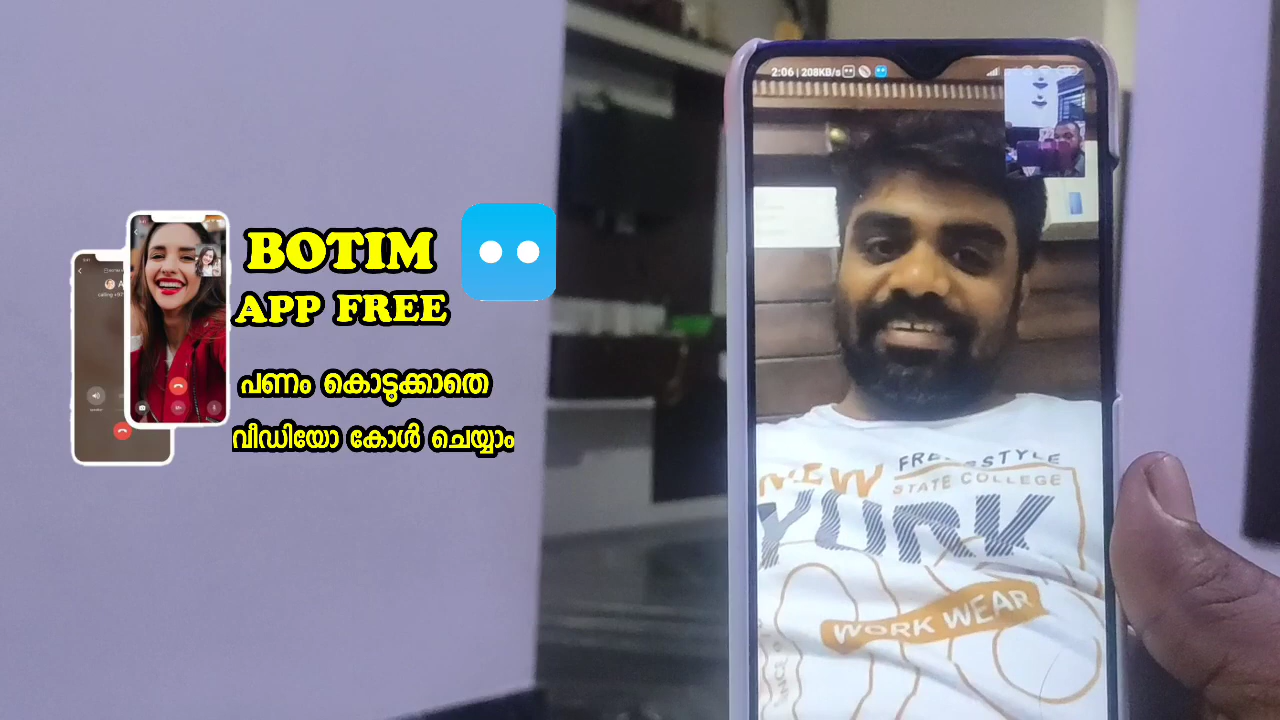 BOTIM
APP FREE
പണം കൊടുക്കാതെ
വീഡിയോ കോൾ ചെയ്യാം
2:06 | 208KB/s
NEW
FREESTYLE
STATE COLLEGE
YORK
WORK WEAR